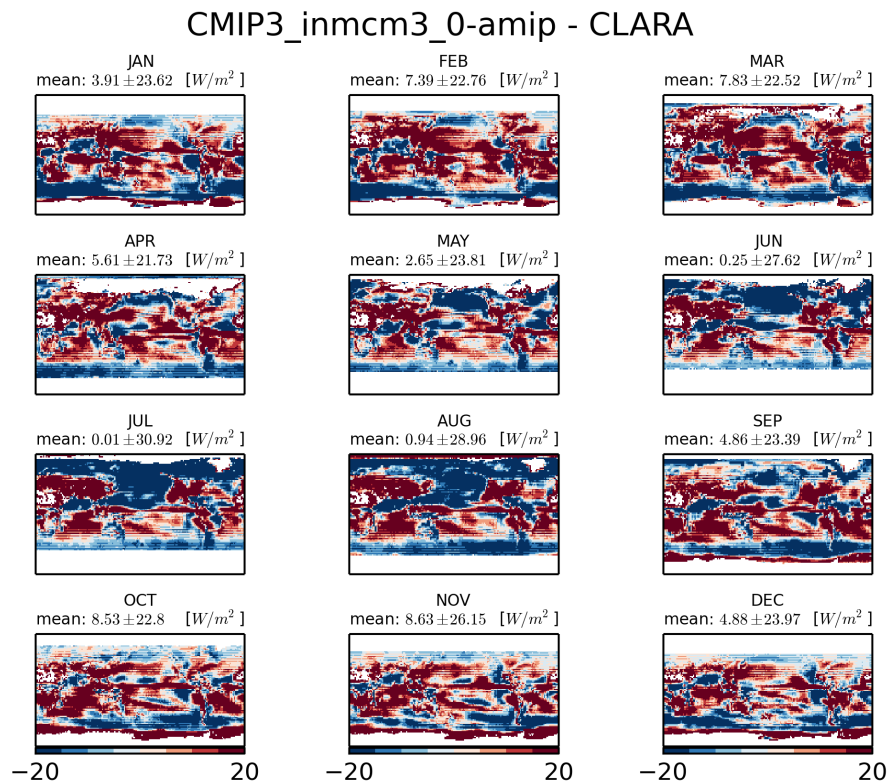 CMIP3_inmcm3_0-amip - CLARA
JAN FEB MAR
mean: 3.91±23.62 [W/m²] mean: 7.39±22.76 [W/m²] mean: 7.83±22.52 [W/m²]
APR MAY JUN
mean: 5.61±21.73 [W/m²] mean: 2.65±23.81 [W/m²] mean: 0.25±27.62 [W/m²]
JUL AUG SEP
mean: 0.01±30.92 [W/m²] mean: 0.94±28.96 [W/m²] mean: 4.86±23.39 [W/m²]
OCT NOV DEC
mean: 8.53±22.8 [W/m²] mean: 8.63±26.15 [W/m²] mean: 4.88±23.97 [W/m²]
−20 20 −20 20 −20 20